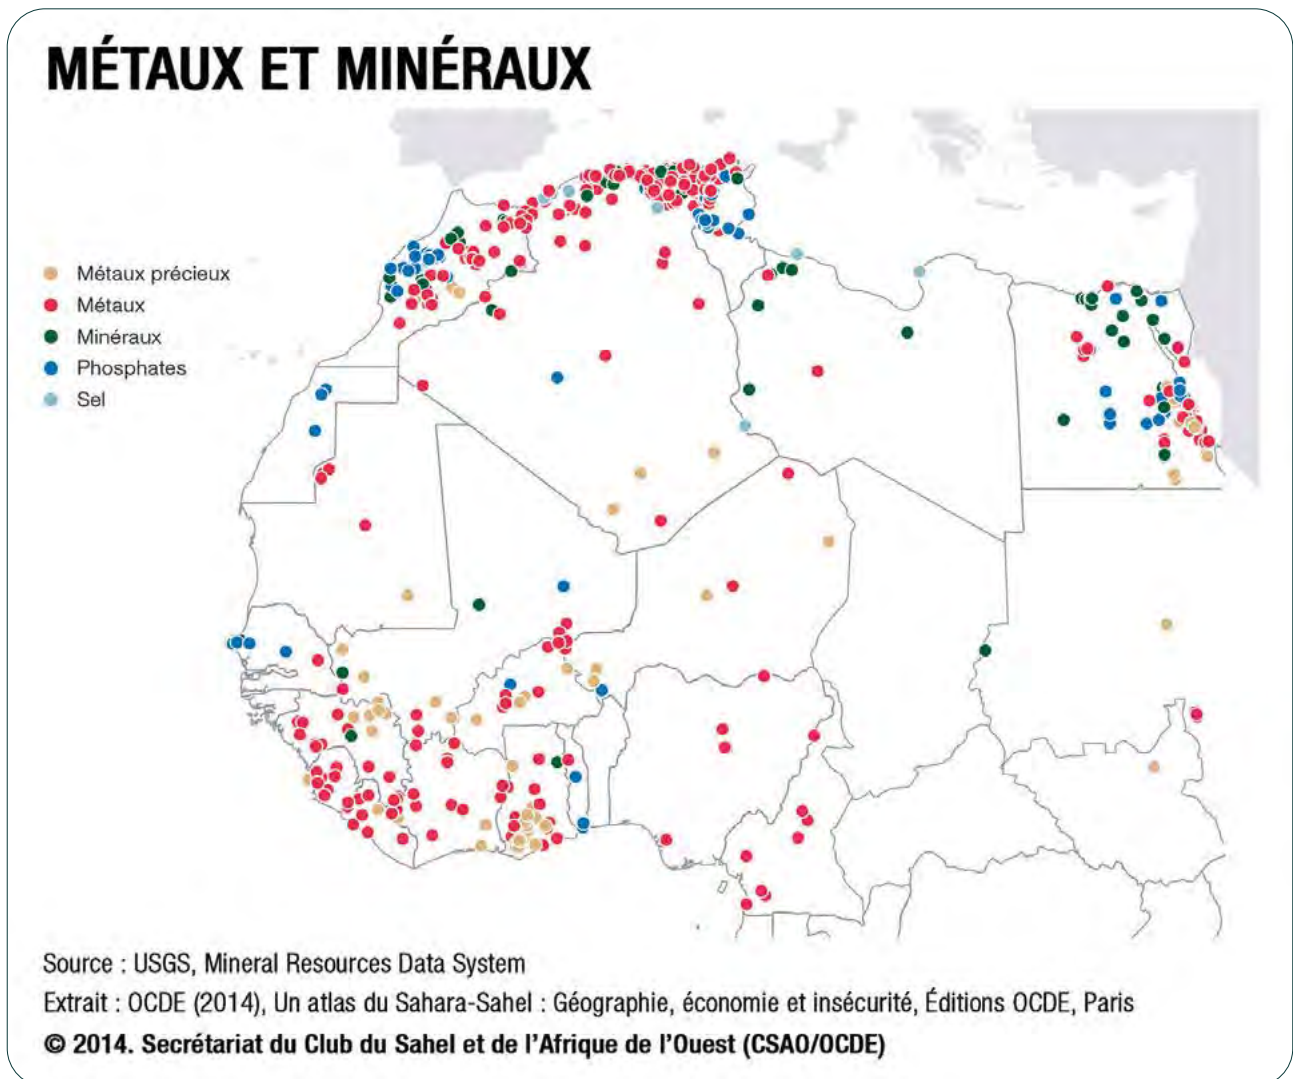 MÉTAUX ET MINÉRAUX
Métaux précieux
Métaux
Minéraux
Phosphates
Sel
Source : USGS, Mineral Resources Data System
Extrait : OCDE (2014), Un atlas du Sahara-Sahel : Géographie, économie et insécurité, Éditions OCDE, Paris
© 2014. Secrétariat du Club du Sahel et de l'Afrique de l'Ouest (CSAO/OCDE)